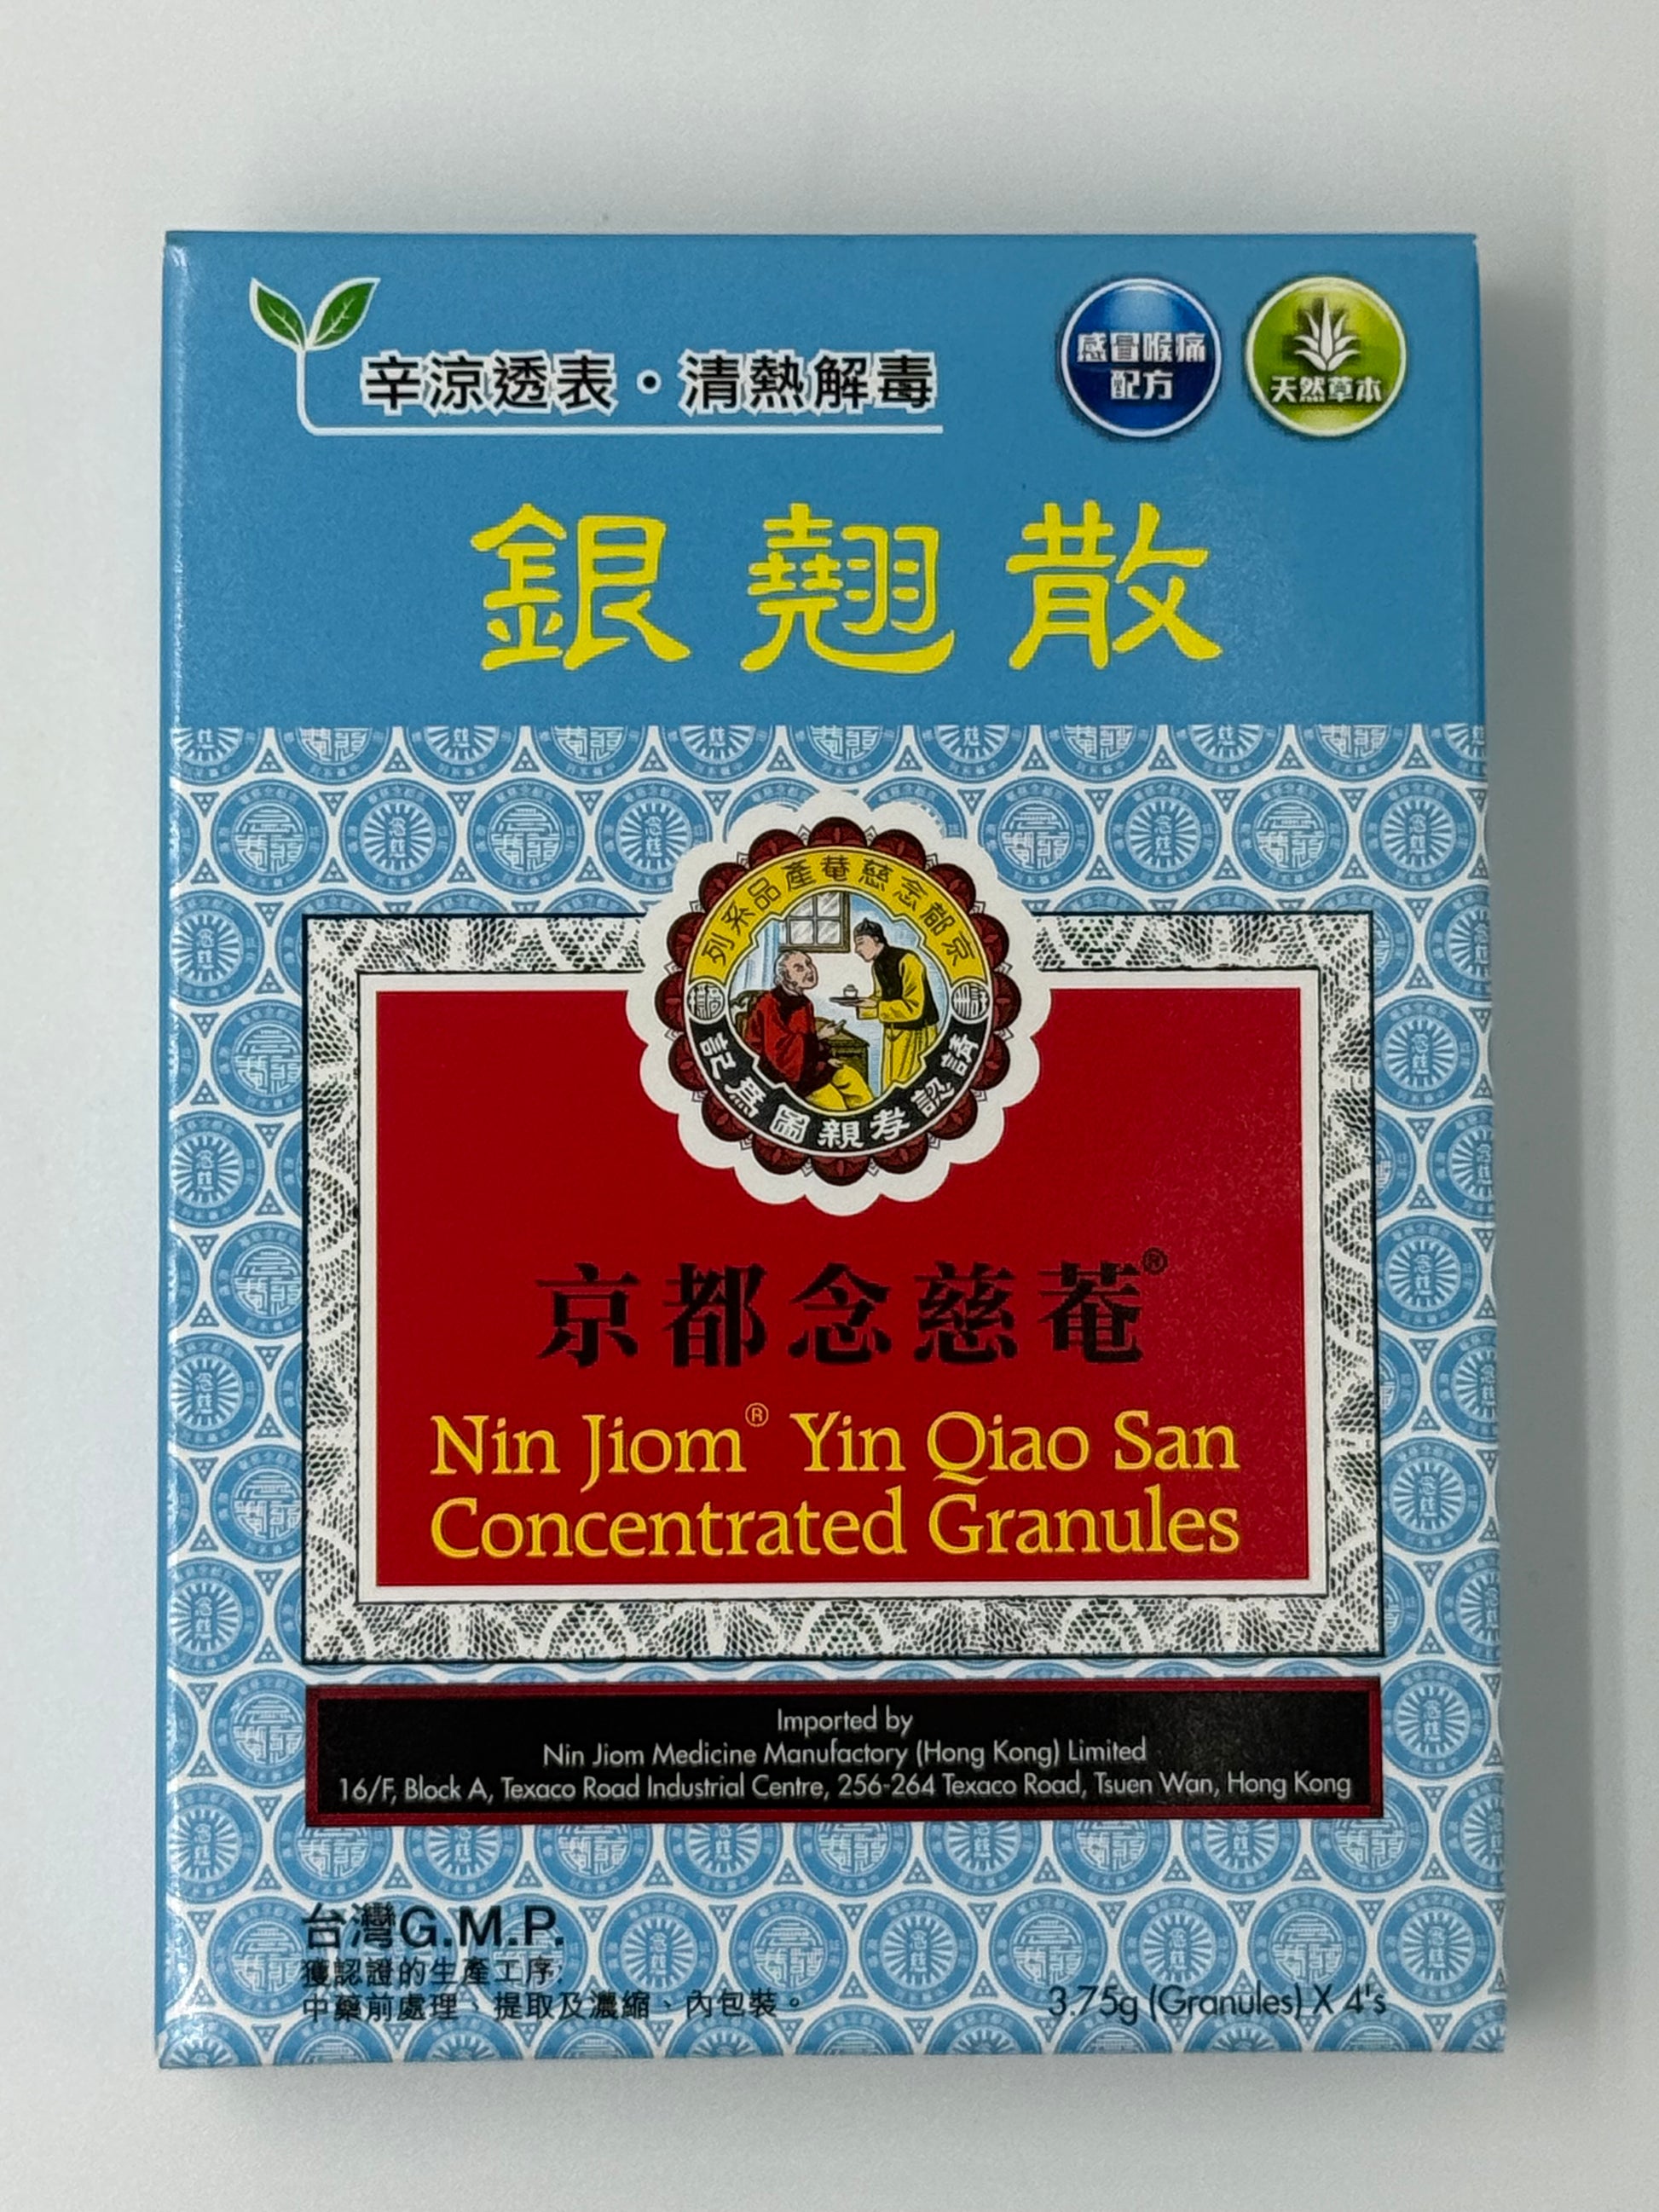 辛涼透表・清熱解毒
感冒喉痛
配方
天然草本
銀翹散
京都念慈菴產品系列
請認孝親圖為記
京都念慈菴®
Nin Jiom® Yin Qiao San
Concentrated Granules
Imported by
Nin Jiom Medicine Manufactory (Hong Kong) Limited
16/F, Block A, Texaco Road Industrial Centre, 256-264 Texaco Road, Tsuen Wan, Hong Kong
台灣G.M.P.
獲認證的生產工序:
中藥前處理、提取及濃縮、內包裝。
3.75g (Granules) X 4's